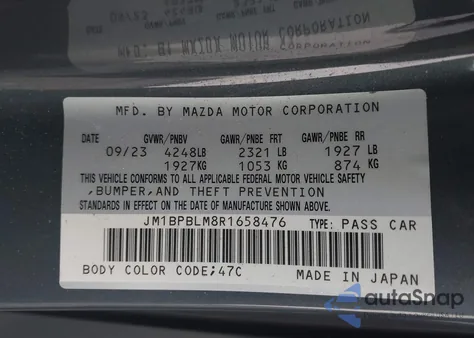 MFD. BY MAZDA MOTOR CORPORATION
DATE GVWR/PNBV GAWR/PNBE FRT GAWR/PNBE RR
09/23 4248LB 2321 LB 1927 LB
1927KG 1053 KG 874 KG
THIS VEHICLE CONFORMS TO ALL APPLICABLE FEDERAL MOTOR VEHICLE SAFETY
,BUMPER,AND THEFT PREVENTION
STANDARDS IN EFFECT ON THE DATE OF MANUFACTURE SHOWN ABOVE.
JM1BPBLM8R1658476 TYPE: PASS CAR
BODY COLOR CODE;47C MADE IN JAPAN
autoSnap